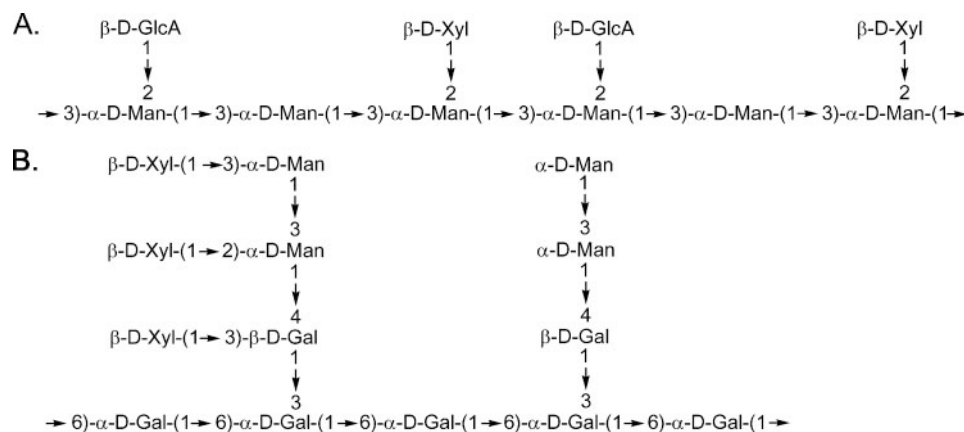 A.
β-D-GlcA β-D-Xyl β-D-GlcA β-D-Xyl
1 1 1 1
2 2 2 2
→ 3)-α-D-Man-(1→ 3)-α-D-Man-(1→ 3)-α-D-Man-(1→ 3)-α-D-Man-(1→ 3)-α-D-Man-(1→ 3)-α-D-Man-(1→
B.
β-D-Xyl-(1→3)-α-D-Man α-D-Man
1 1
3 3
β-D-Xyl-(1→2)-α-D-Man α-D-Man
1 1
4 4
β-D-Xyl-(1→3)-β-D-Gal β-D-Gal
1 1
3 3
→ 6)-α-D-Gal-(1→ 6)-α-D-Gal-(1→ 6)-α-D-Gal-(1→ 6)-α-D-Gal-(1→ 6)-α-D-Gal-(1→